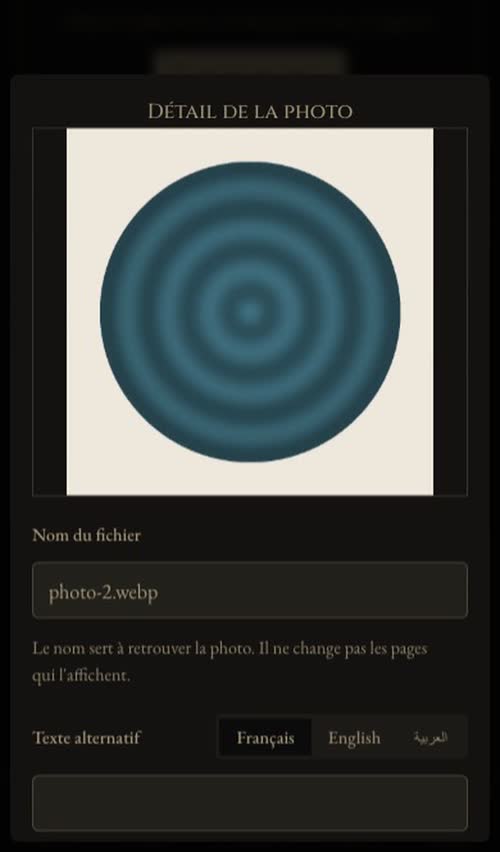 Détail de la photo
Nom du fichier
photo-2.webp
Le nom sert à retrouver la photo. Il ne change pas les pages
qui l'affichent.
Texte alternatif Français English العربية